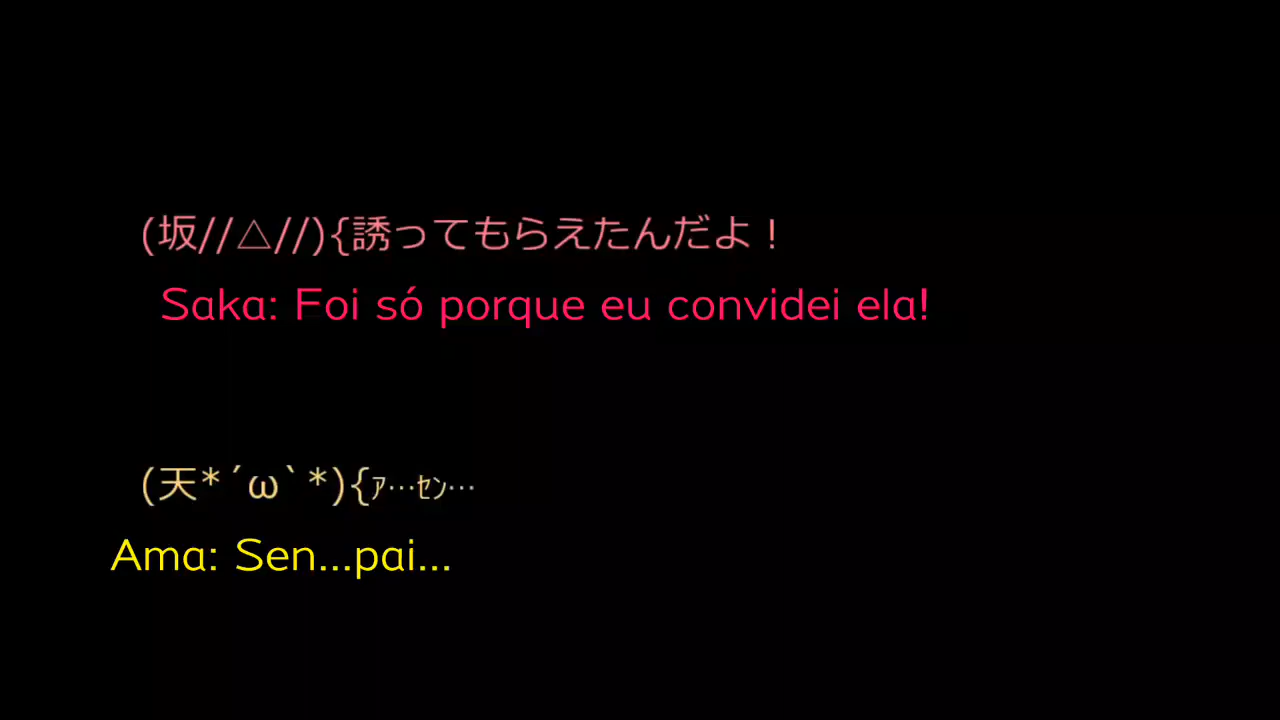 (坂//△//){誘ってもらえたんだよ！
Saka: Foi só porque eu convidei ela!
(天*´ω`*){ｱ…ｾﾝ…
Ama: Sen...pai...